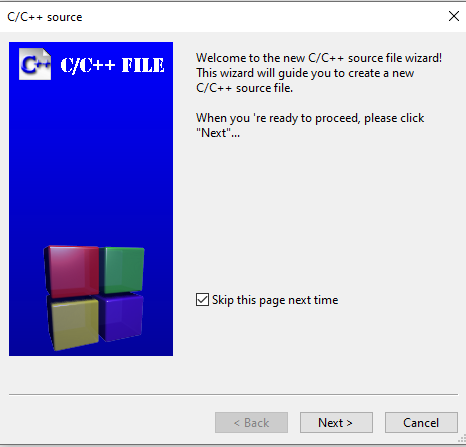 C/C++ source
C++
C/C++ FILE
Welcome to the new C/C++ source file wizard!
This wizard will guide you to create a new
C/C++ source file.
When you 're ready to proceed, please click
"Next"...
Skip this page next time
< Back
Next >
Cancel